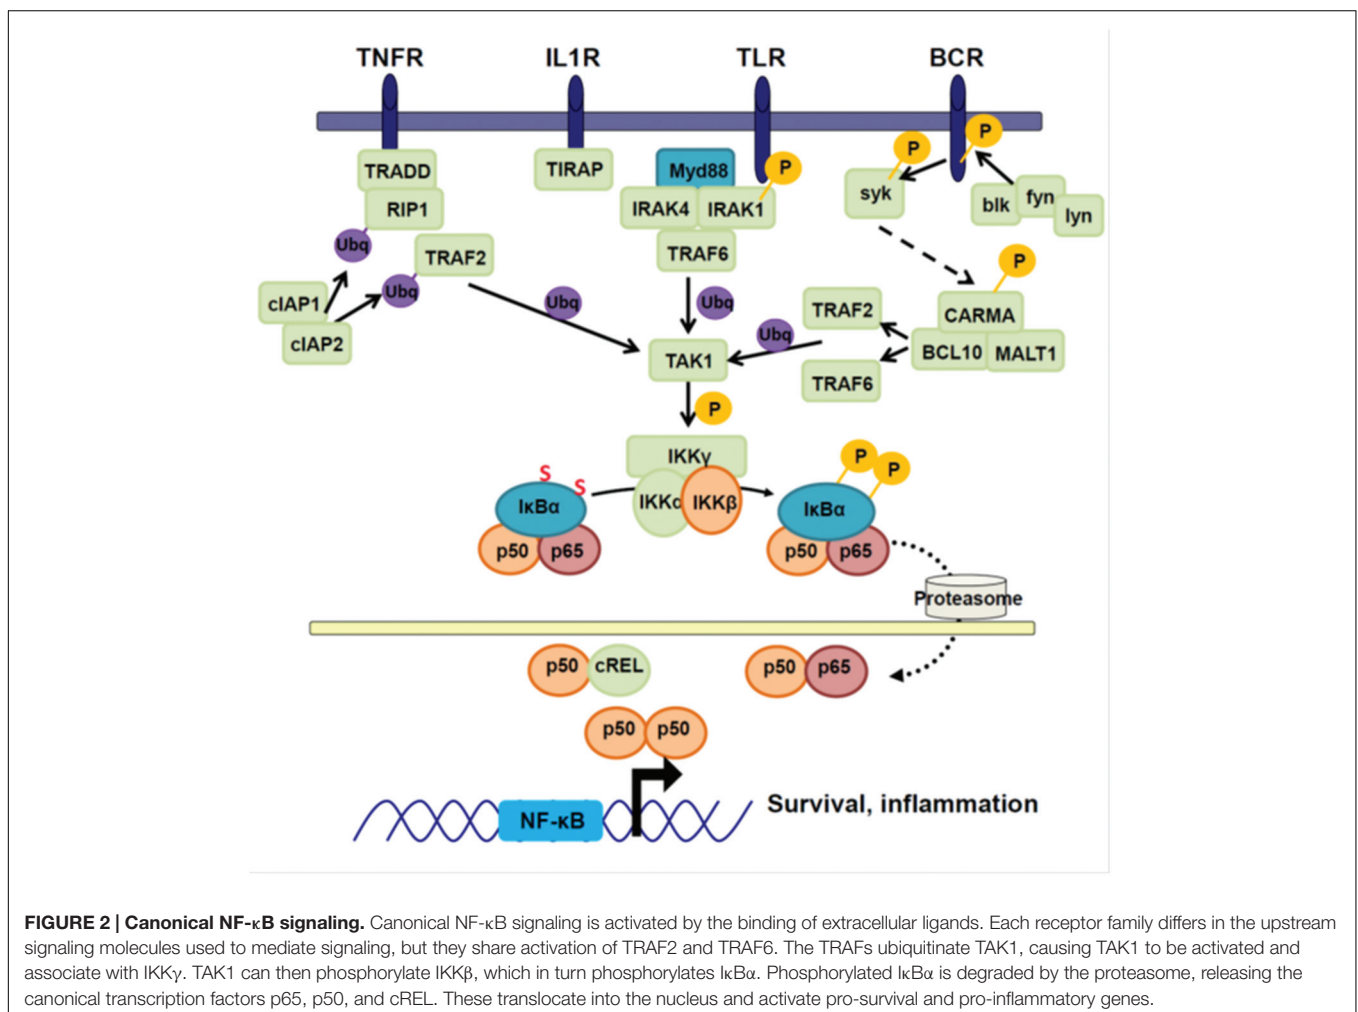 TNFR IL1R TLR BCR
P
P
TRADD TIRAP Myd88 P
syk
RIP1 IRAK4 IRAK1 blk fyn lyn
Ubq
TRAF2 TRAF6
P
Ubq
cIAP1 Ubq Ubq TRAF2 CARMA
cIAP2 Ubq BCL10 MALT1
TAK1
TRAF6
P
IKKγ P P
S S
IκBα IKKα IKKβ IκBα
p50 p65 p50 p65
Proteasome
p50 cREL p50 p65
p50 p50
Survival, inflammation
NF-κB
FIGURE 2 | Canonical NF-κB signaling. Canonical NF-κB signaling is activated by the binding of extracellular ligands. Each receptor family differs in the upstream
signaling molecules used to mediate signaling, but they share activation of TRAF2 and TRAF6. The TRAFs ubiquitinate TAK1, causing TAK1 to be activated and
associate with IKKγ. TAK1 can then phosphorylate IKKβ, which in turn phosphorylates IκBα. Phosphorylated IκBα is degraded by the proteasome, releasing the
canonical transcription factors p65, p50, and cREL. These translocate into the nucleus and activate pro-survival and pro-inflammatory genes.